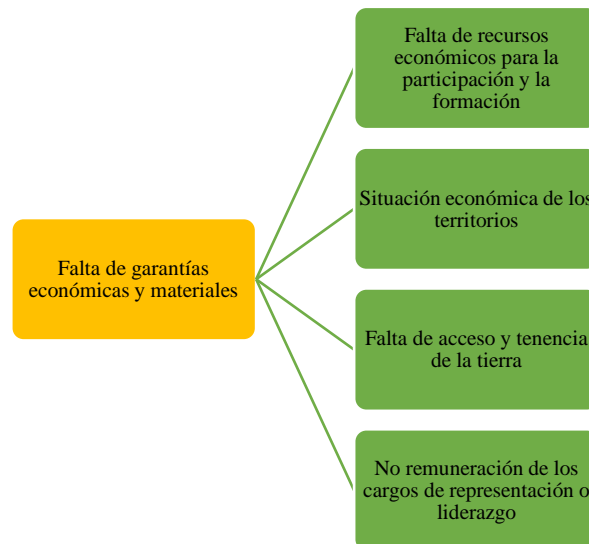 Falta de recursos
económicos para la
participación y la
formación
Situación económica de los
territorios
Falta de garantías
económicas y materiales
Falta de acceso y tenencia
de la tierra
No remuneración de los
cargos de representación o
liderazgo